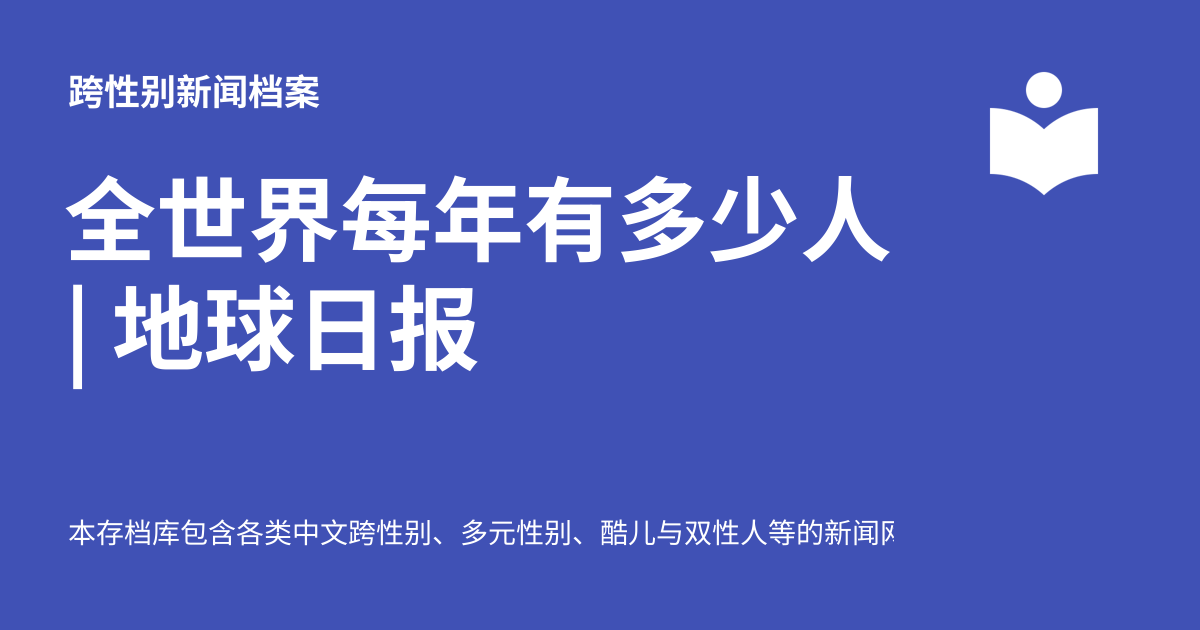 跨性别新闻档案
全世界每年有多少人
| 地球日报
本存档库包含各类中文跨性别、多元性别、酷儿与双性人等的新闻